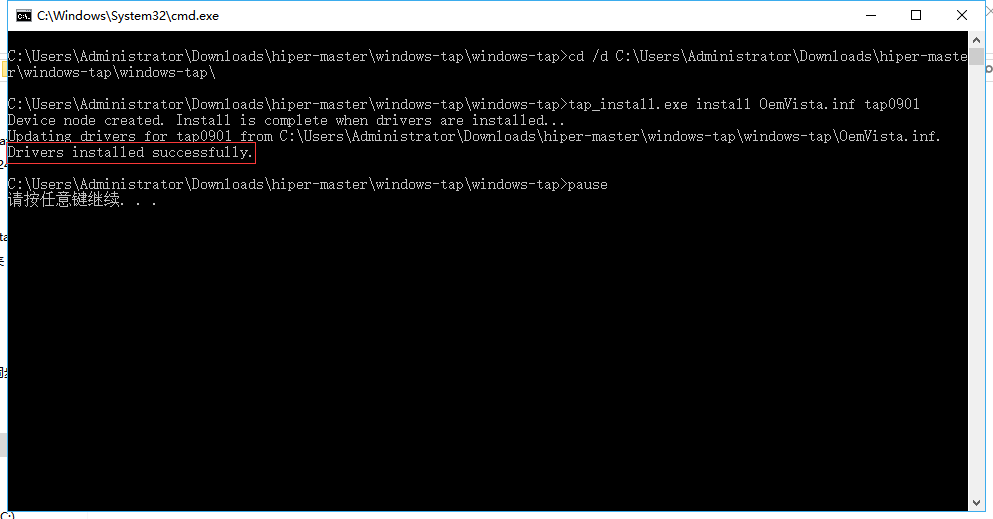 C:\Windows\System32\cmd.exe
C:\Users\Administrator\Downloads\hiper-master\windows-tap\windows-tap>cd /d C:\Users\Administrator\Downloads\hiper-maste
r\windows-tap\windows-tap\
C:\Users\Administrator\Downloads\hiper-master\windows-tap\windows-tap>tap_install.exe install OemVista.inf tap0901
Device node created. Install is complete when drivers are installed...
Updating drivers for tap0901 from C:\Users\Administrator\Downloads\hiper-master\windows-tap\windows-tap\OemVista.inf.
Drivers installed successfully.
C:\Users\Administrator\Downloads\hiper-master\windows-tap\windows-tap>pause
请按任意键继续. . .